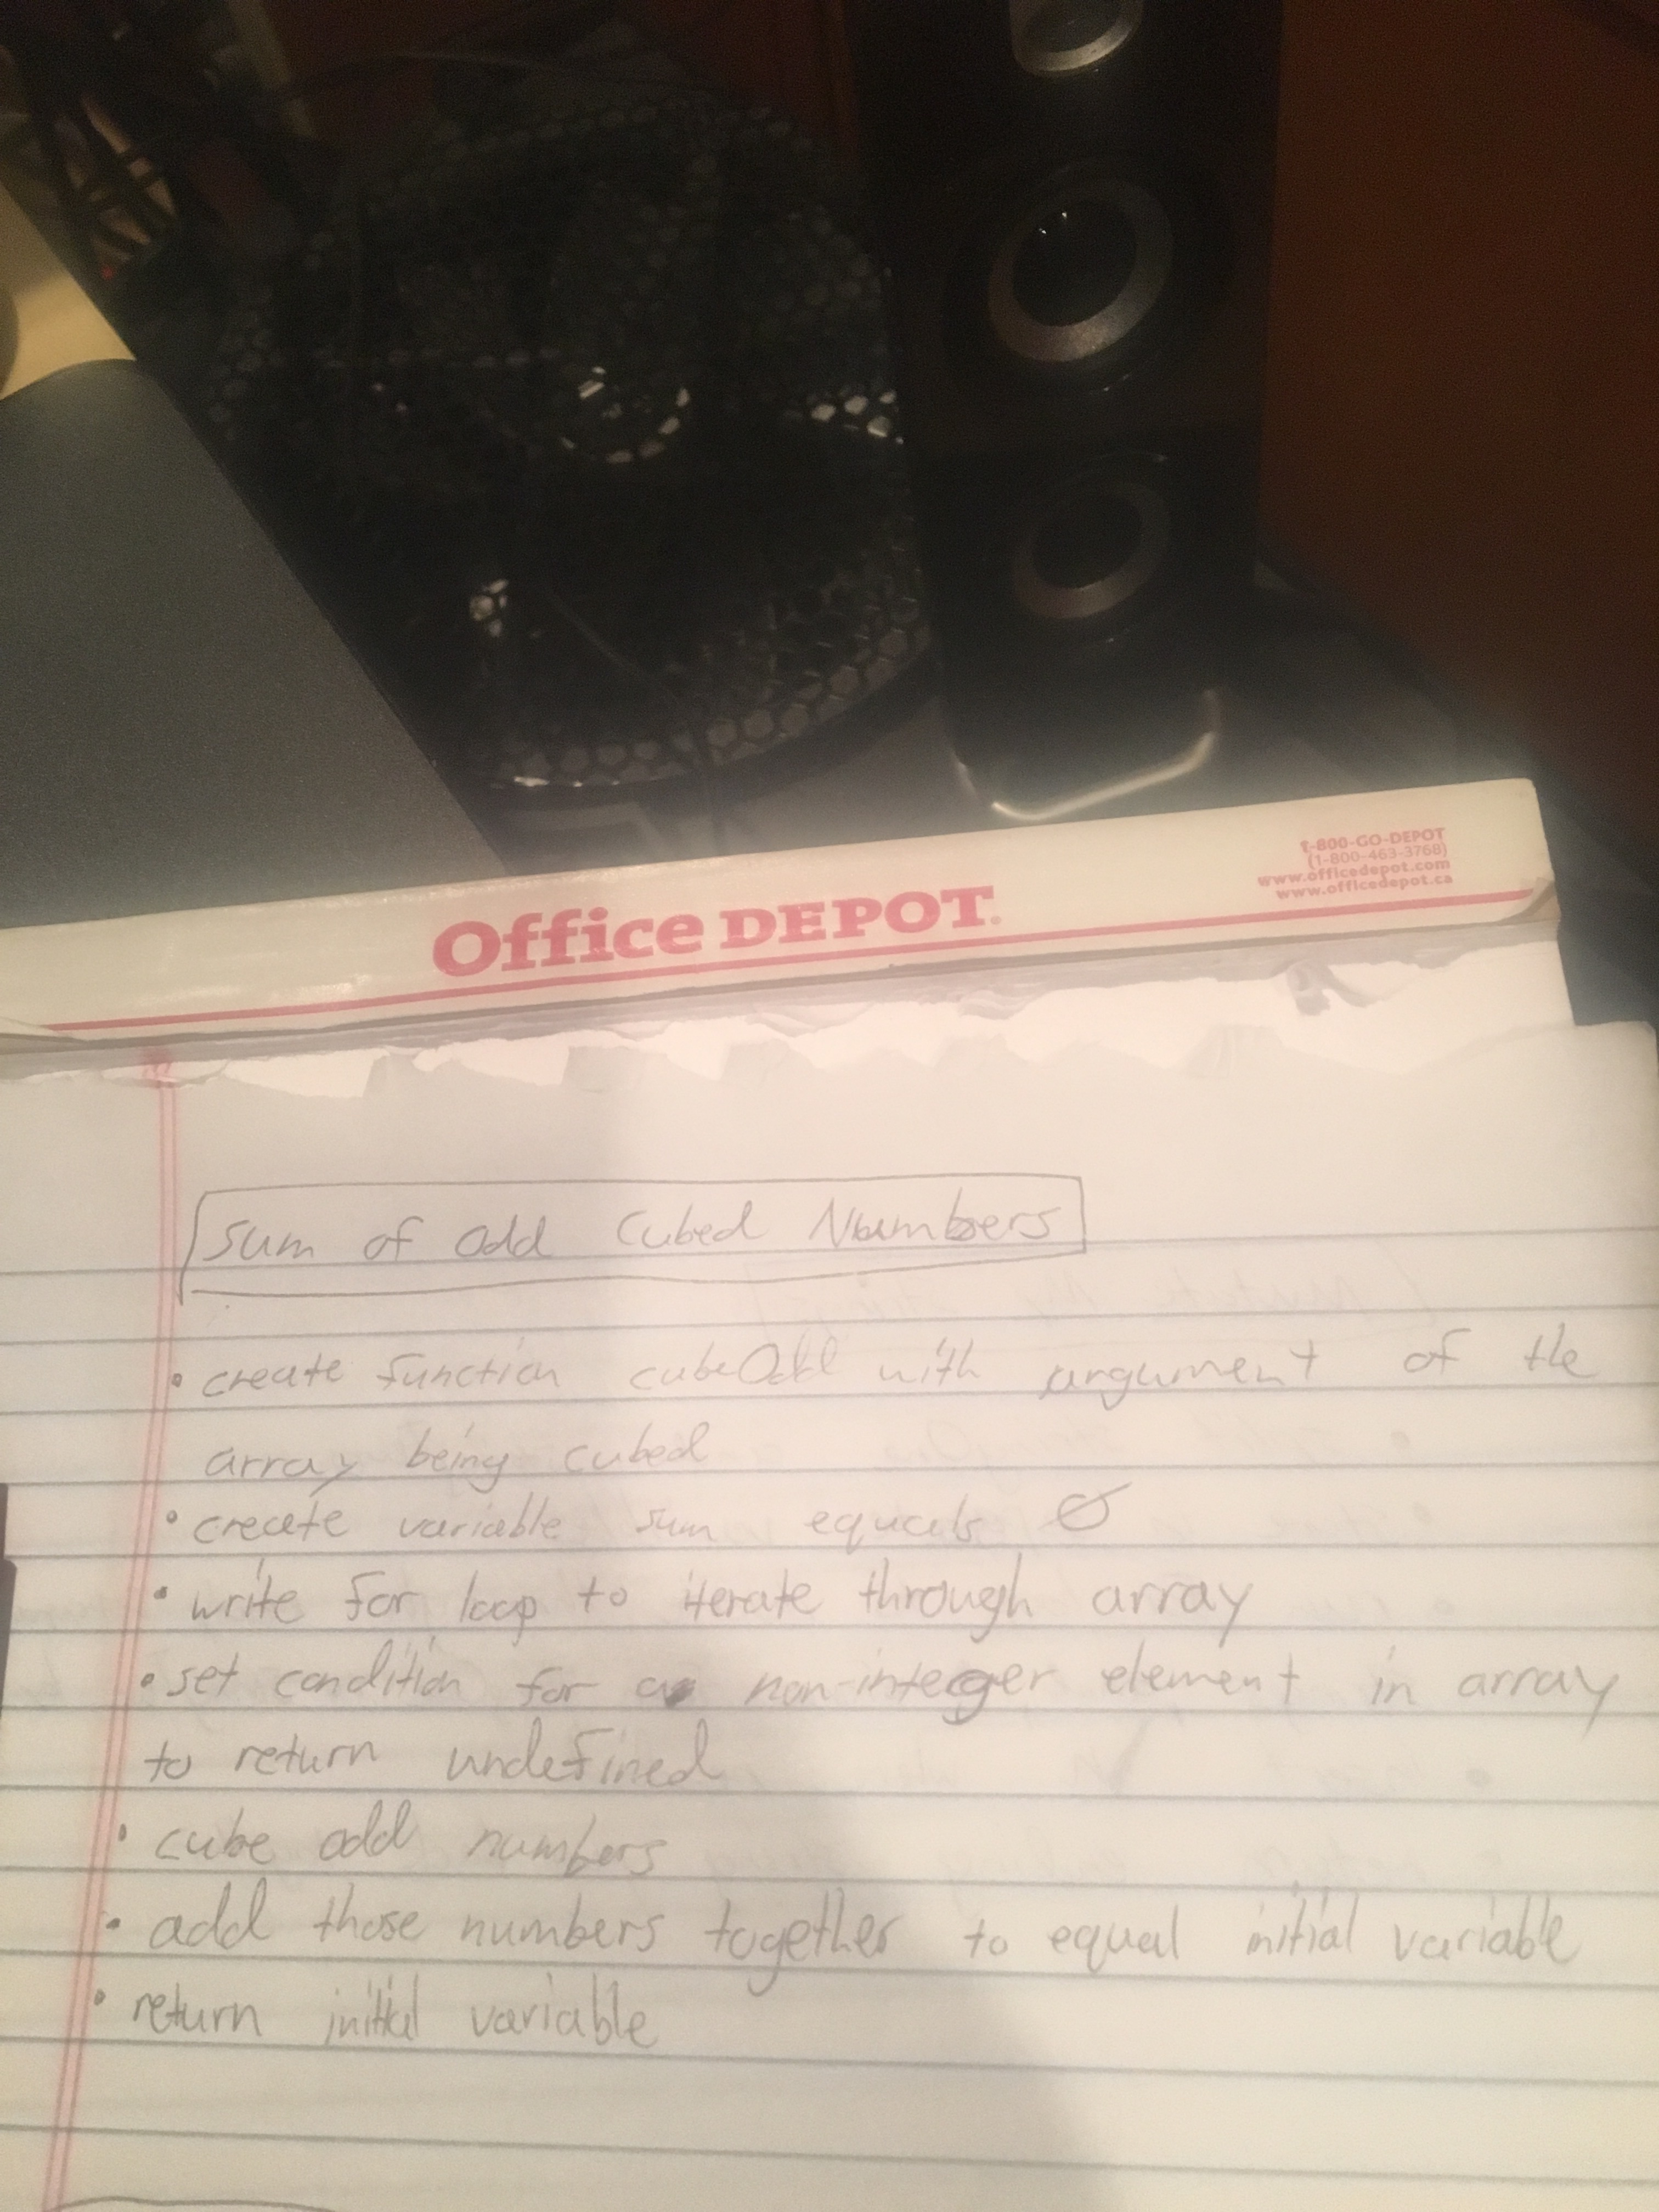 Office DEPOT.
1-800-GO-DEPOT
(1-800-463-3768)
www.officedepot.com
www.officedepot.ca
Sum of Odd Cubed Numbers
• create function cubeOdd with argument of the
array being cubed
• create variable sum equals 0
• write for loop to iterate through array
• set condition for a non-integer element in array
to return undefined
• cube odd numbers
• add those numbers together to equal initial variable
• return initial variable